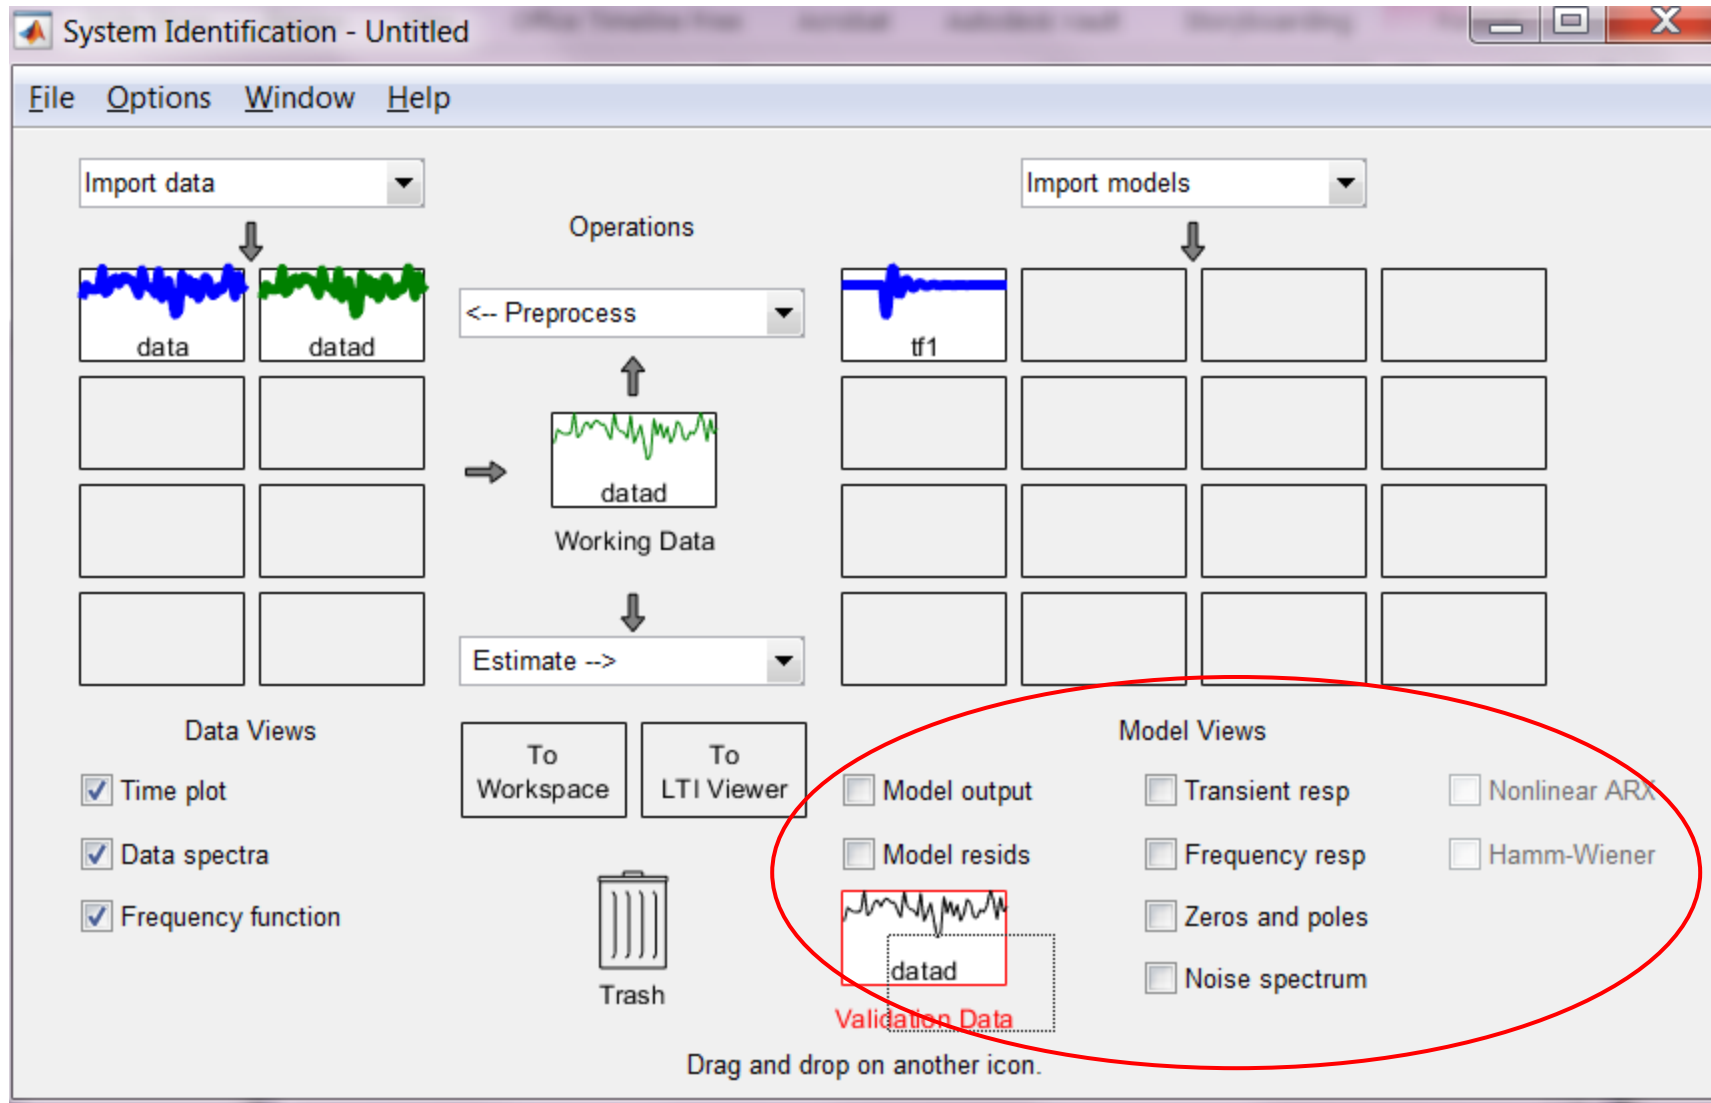 System Identification - Untitled
File Options Window Help
Import data
Import models
Operations
data
datad
<-- Preprocess
tf1
datad
Working Data
Estimate -->
Data Views
Time plot
Data spectra
Frequency function
To
Workspace
To
LTI Viewer
Trash
Model Views
Model output
Transient resp
Nonlinear ARX
Model resids
Frequency resp
Hamm-Wiener
datad
Zeros and poles
Noise spectrum
Validation Data
Drag and drop on another icon.